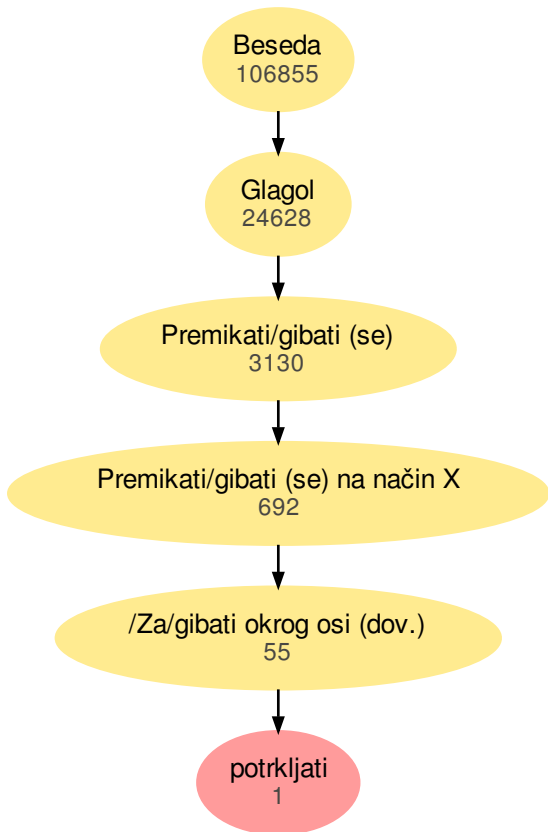 Beseda
106855
Glagol
24628
Premikati/gibati (se)
3130
Premikati/gibati (se) na način X
692
/Za/gibati okrog osi (dov.)
55
potrkljati
1